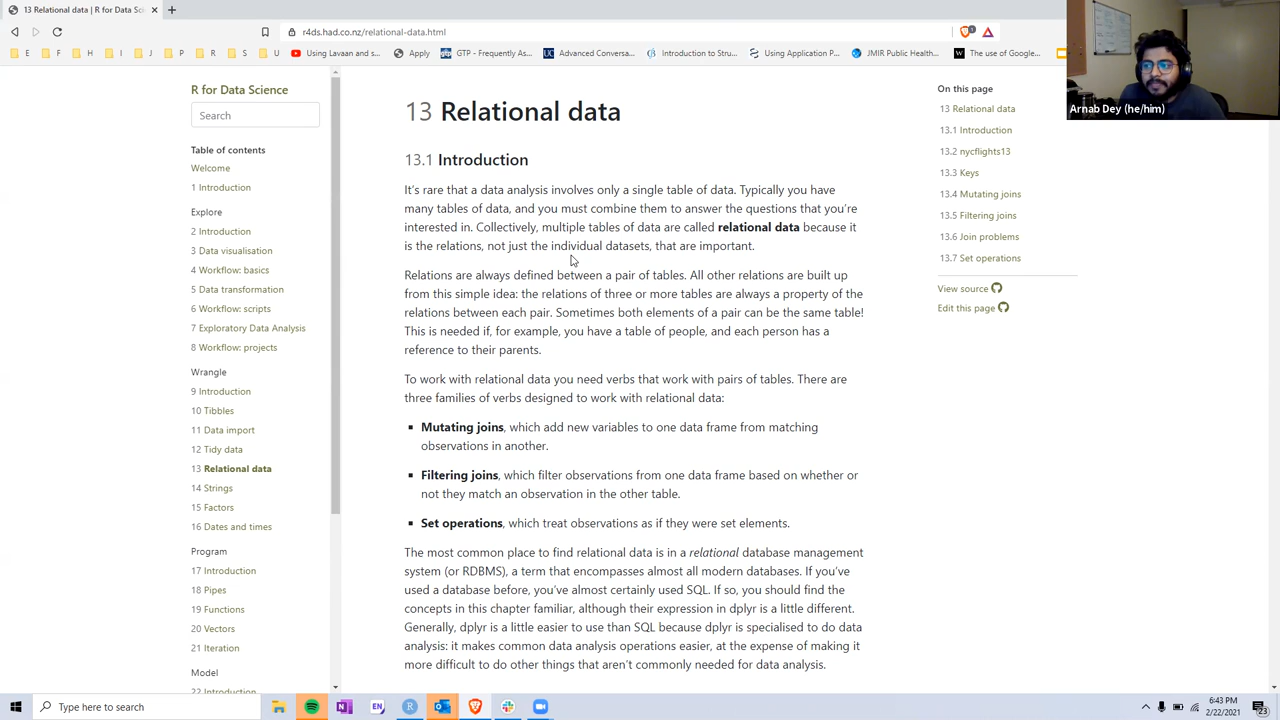 13 Relational data | R for Data Sci
r4ds.had.co.nz/relational-data.html
1
E
F
H
I
J
P
R
S
U
Using Lavaan and s...
Apply
GTP - Frequently As...
Advanced Conversa...
Introduction to Stru...
Using Application P...
JMIR Public Health...
The use of Google...
Arnab Dey (he/him)
R for Data Science
Search
Table of contents
Welcome
1 Introduction
Explore
2 Introduction
3 Data visualisation
4 Workflow: basics
5 Data transformation
6 Workflow: scripts
7 Exploratory Data Analysis
8 Workflow: projects
Wrangle
9 Introduction
10 Tibbles
11 Data import
12 Tidy data
13 Relational data
14 Strings
15 Factors
16 Dates and times
Program
17 Introduction
18 Pipes
19 Functions
20 Vectors
21 Iteration
Model
22 Introduction
13 Relational data
13.1 Introduction
It's rare that a data analysis involves only a single table of data. Typically you have
many tables of data, and you must combine them to answer the questions that you're
interested in. Collectively, multiple tables of data are called relational data because it
is the relations, not just the individual datasets, that are important.
Relations are always defined between a pair of tables. All other relations are built up
from this simple idea: the relations of three or more tables are always a property of the
relations between each pair. Sometimes both elements of a pair can be the same table!
This is needed if, for example, you have a table of people, and each person has a
reference to their parents.
To work with relational data you need verbs that work with pairs of tables. There are
three families of verbs designed to work with relational data:
Mutating joins, which add new variables to one data frame from matching
observations in another.
Filtering joins, which filter observations from one data frame based on whether or
not they match an observation in the other table.
Set operations, which treat observations as if they were set elements.
The most common place to find relational data is in a relational database management
system (or RDBMS), a term that encompasses almost all modern databases. If you've
used a database before, you've almost certainly used SQL. If so, you should find the
concepts in this chapter familiar, although their expression in dplyr is a little different.
Generally, dplyr is a little easier to use than SQL because dplyr is specialised to do data
analysis: it makes common data analysis operations easier, at the expense of making it
more difficult to do other things that aren't commonly needed for data analysis.
On this page
13 Relational data
13.1 Introduction
13.2 nycflights13
13.3 Keys
13.4 Mutating joins
13.5 Filtering joins
13.6 Join problems
13.7 Set operations
View source
Edit this page
Type here to search
EN
6:43 PM
2/22/2021
23